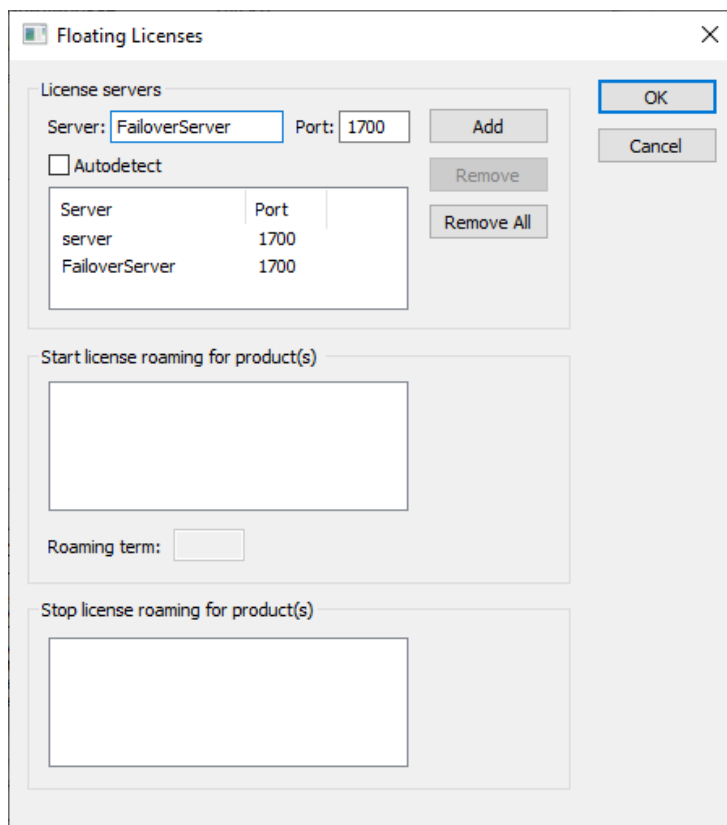 Floating Licenses
License servers
Server: FailoverServer Port: 1700 Add
Autodetect
Remove
Remove All
Server Port
server 1700
FailoverServer 1700
OK
Cancel
Start license roaming for product(s)
Roaming term:
Stop license roaming for product(s)